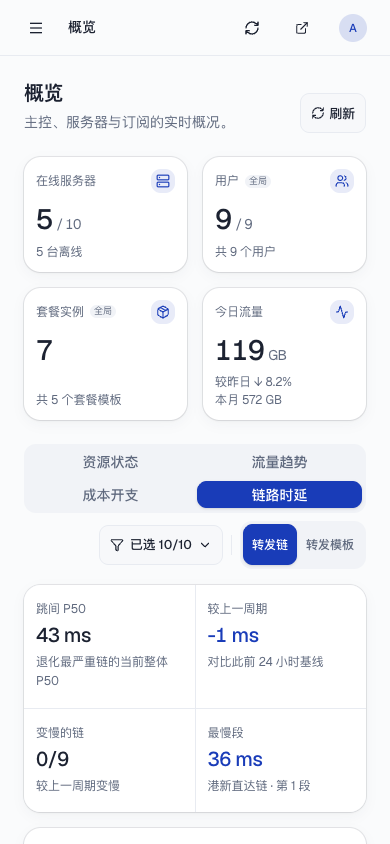 概览
A
概览
主控、服务器与订阅的实时概况。
刷新
在线服务器
5 / 10
5 台离线
用户 全局
9 / 9
共 9 个用户
套餐实例 全局
7
共 5 个套餐模板
今日流量
119 GB
较昨日 ↓ 8.2%
本月 572 GB
资源状态
流量趋势
成本开支
链路时延
已选 10/10
转发链
转发模板
跳间 P50
43 ms
退化最严重链的当前整体
P50
较上一周期
-1 ms
对比此前 24 小时基线
变慢的链
0/9
较上一周期变慢
最慢段
36 ms
港新直达链 · 第 1 段